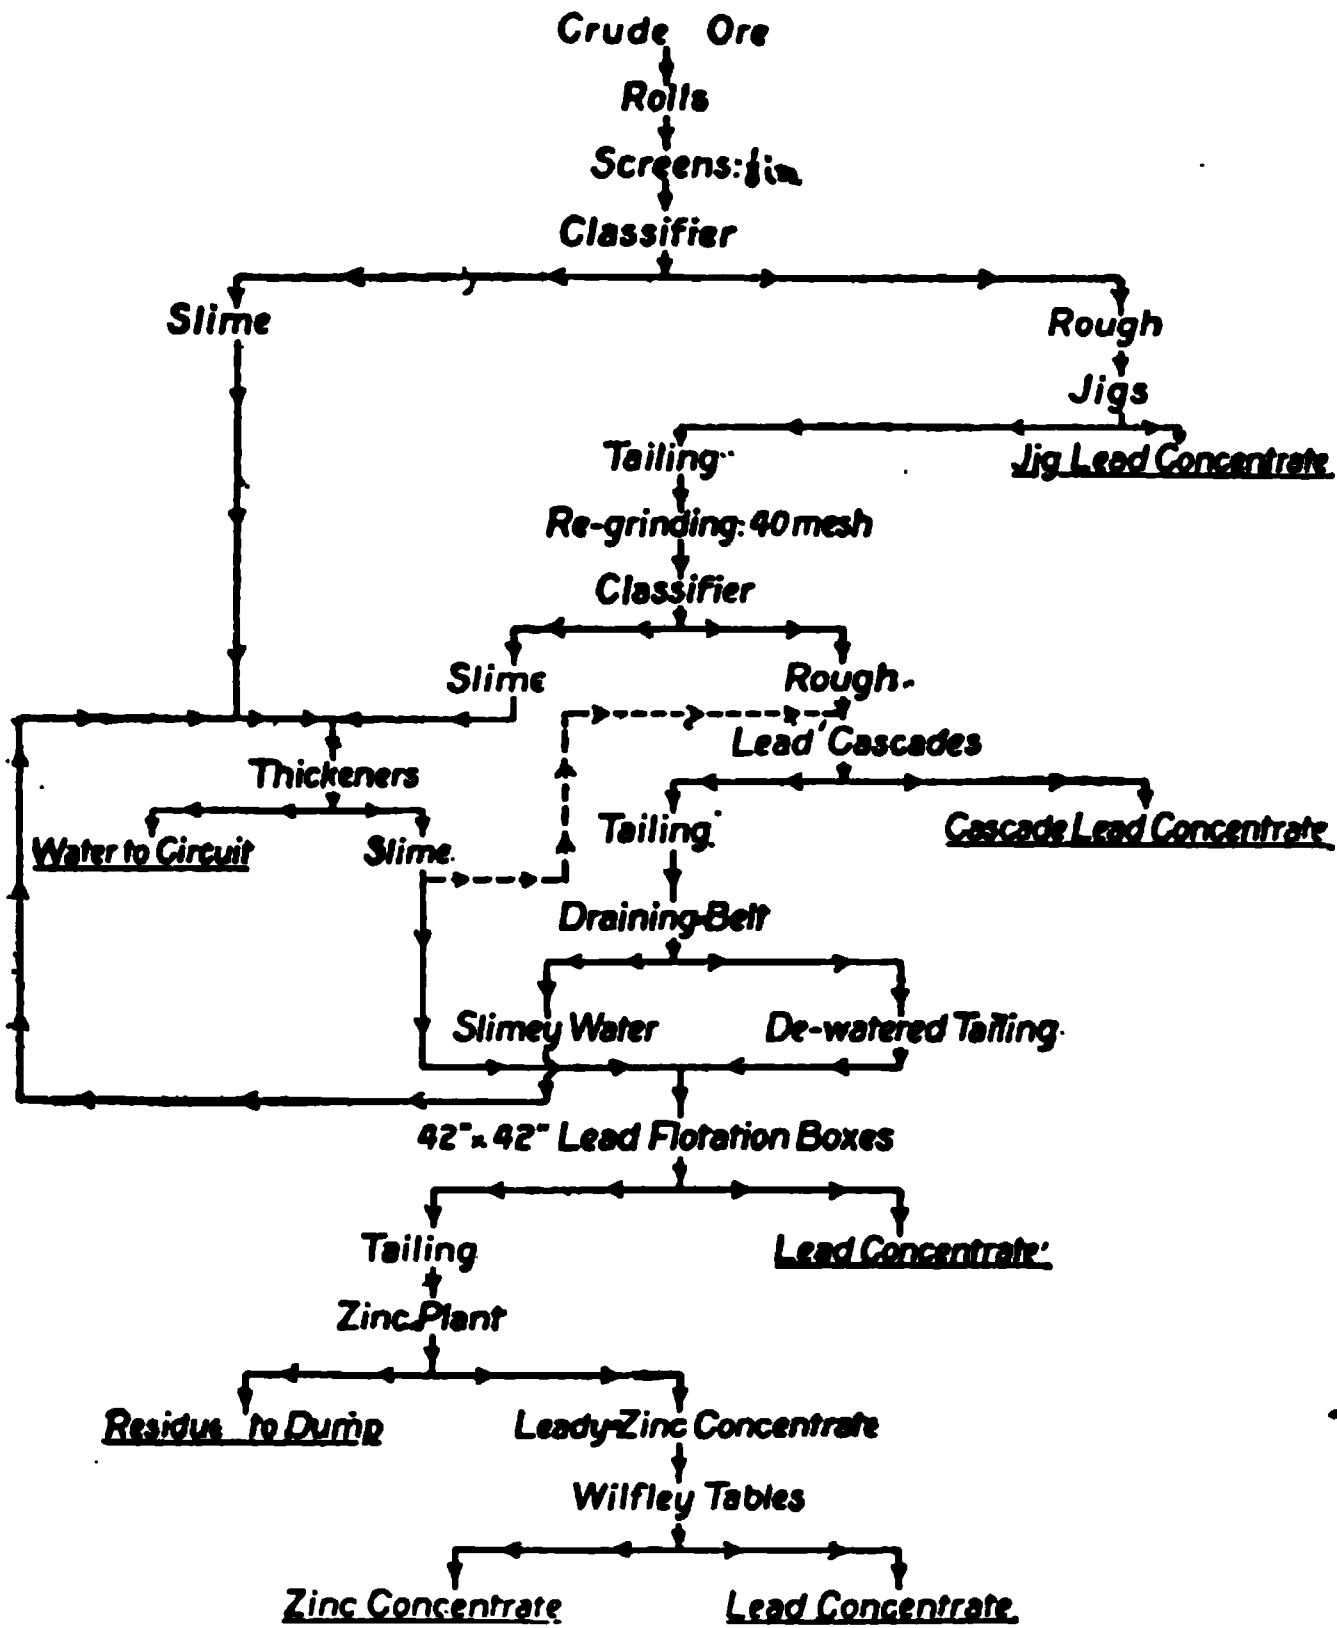 Crude Ore
Rolls
Screens: in.
Classifier
Slime
Rough
Jigs
Tailing
Jig Lead Concentrate
Re-grinding: 40 mesh
Classifier
Slime
Rough
Lead Cascades
Thickeners
Water to Circuit
Slime
Tailing
Cascade Lead Concentrate
Draining-Belt
Slimey Water
De-watered Tailing
42" x 42" Lead Flotation Boxes
Tailing
Lead Concentrate
Zinc Plant
Residue to Dump
Leady-Zinc Concentrate
Wilfley Tables
Zinc Concentrate
Lead Concentrate